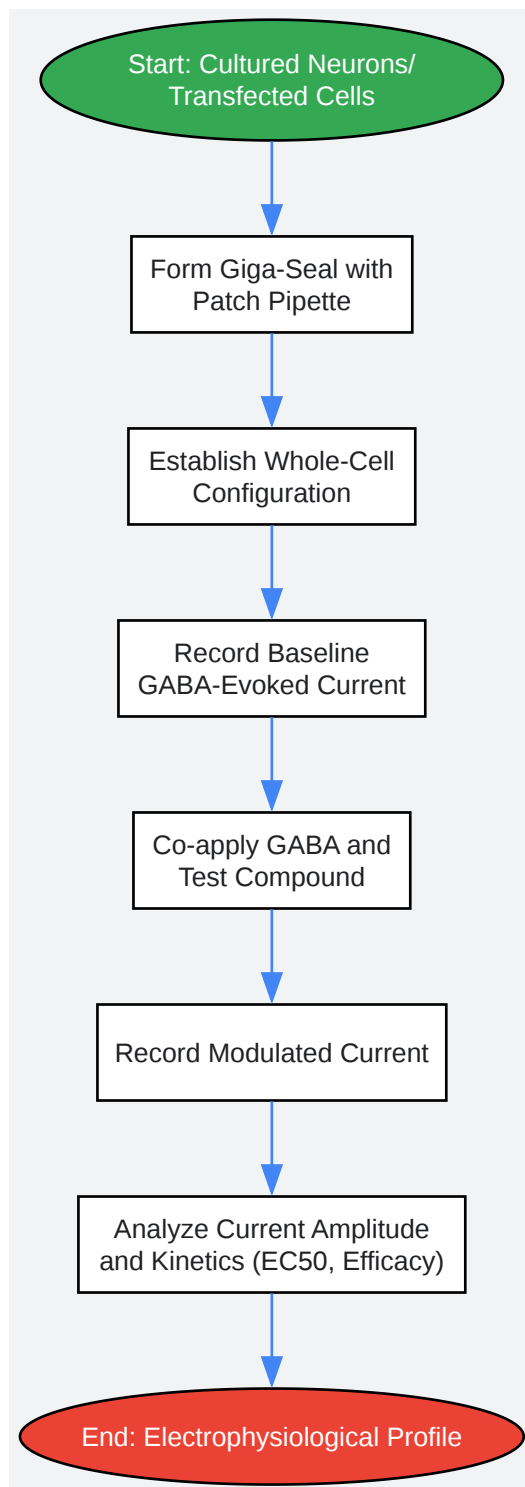 Start: Cultured Neurons/
Transfected Cells
Form Giga-Seal with
Patch Pipette
Establish Whole-Cell
Configuration
Record Baseline
GABA-Evoked Current
Co-apply GABA and
Test Compound
Record Modulated Current
Analyze Current Amplitude
and Kinetics (EC50, Efficacy)
End: Electrophysiological Profile